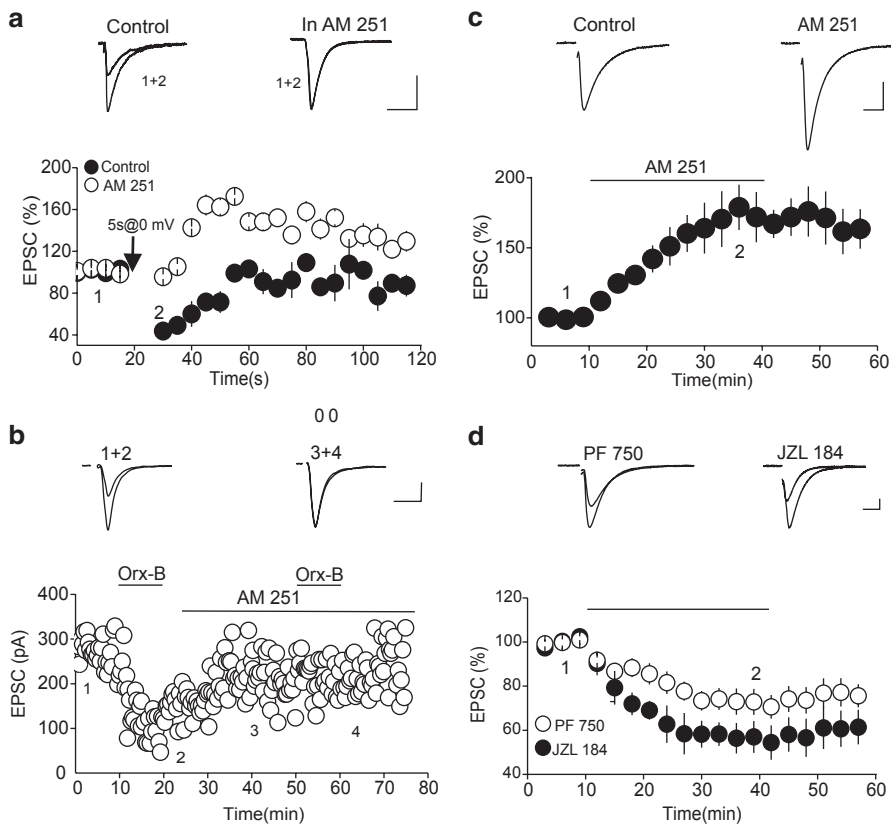 a
Control
In AM 251
1+2
1+2
Control
AM 251
5s@0 mV
1
2
EPSC (%)
200
160
120
80
40
0 20 40 60 80 100 120
Time(s)
c
Control
AM 251
AM 251
1
2
EPSC (%)
200
150
100
0 10 20 30 40 50 60
Time(min)
b
0 0
1+2
3+4
Orx-B
Orx-B
AM 251
1
2
3
4
EPSC (pA)
400
300
200
100
0
0 10 20 30 40 50 60 70 80
Time(min)
d
PF 750
JZL 184
1
2
PF 750
JZL 184
EPSC (%)
120
100
80
60
40
0 10 20 30 40 50 60
Time(min)